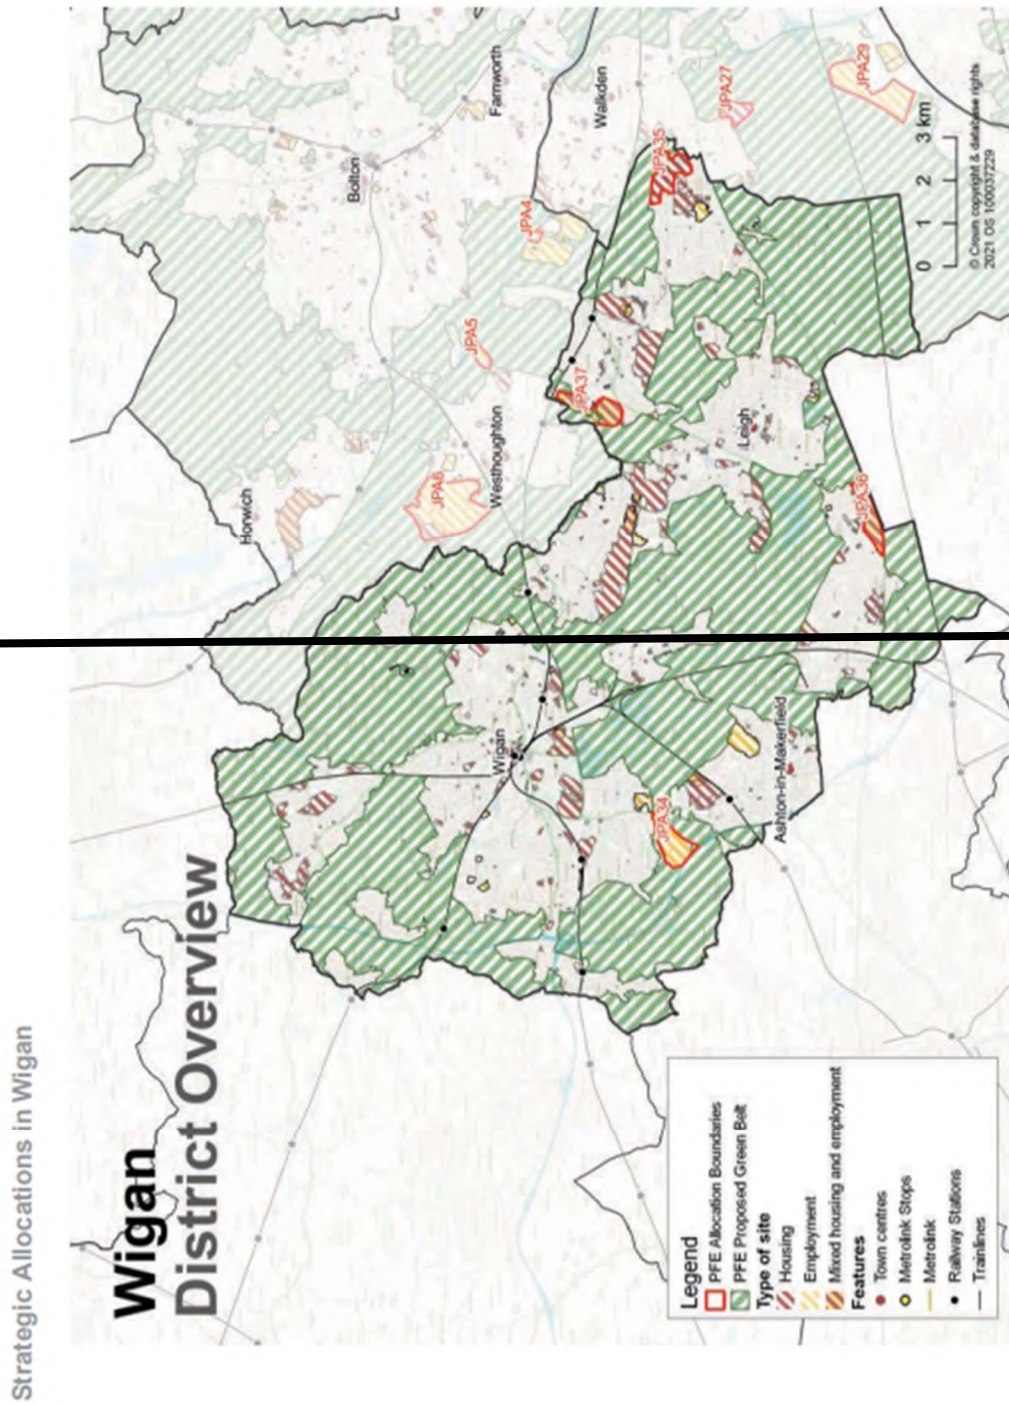 Strategic Allocations in Wigan
Wigan
District Overview
Horwich
Bolton
Farnworth
Walkden
Westhoughton
Wigan
Leigh
Ashton-in-Makerfield
JPA4
JPA5
JPA6
JPA27
JPA29
JPA34
JPA35
JPA36
JPA37
Legend
PFE Allocation Boundaries
PFE Proposed Green Belt
Type of site
Housing
Employment
Mixed housing and employment
Features
Town centres
Metrolink Stops
Metrolink
Railway Stations
Trainlines
0 1 2 3 km
© Crown copyright & database rights
2021 OS 1000037229